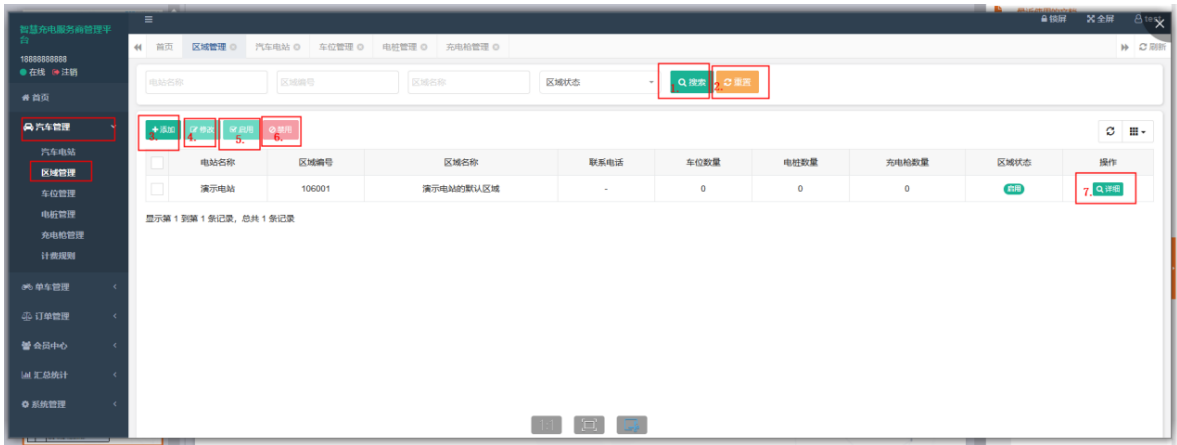 智慧充电服务商管理平台
18888888888
在线 注销
首页
汽车管理
汽车电站
区域管理
车位管理
电桩管理
充电枪管理
计费规则
单车管理
订单管理
会员中心
汇总统计
系统管理
锁屏 全屏
首页 区域管理 汽车电站 车位管理 电桩管理 充电枪管理 刷新
电站名称 区域编号 区域名称 区域状态 1. 搜索 2. 重置
3. 添加 4. 修改 5. 启用 6. 禁用
电站名称 区域编号 区域名称 联系电话 车位数量 电桩数量 充电枪数量 区域状态 操作
演示电站 106001 演示电站的默认区域 - 0 0 0 启用 7. 详细
显示第 1 到第 1 条记录，总共 1 条记录
1:1